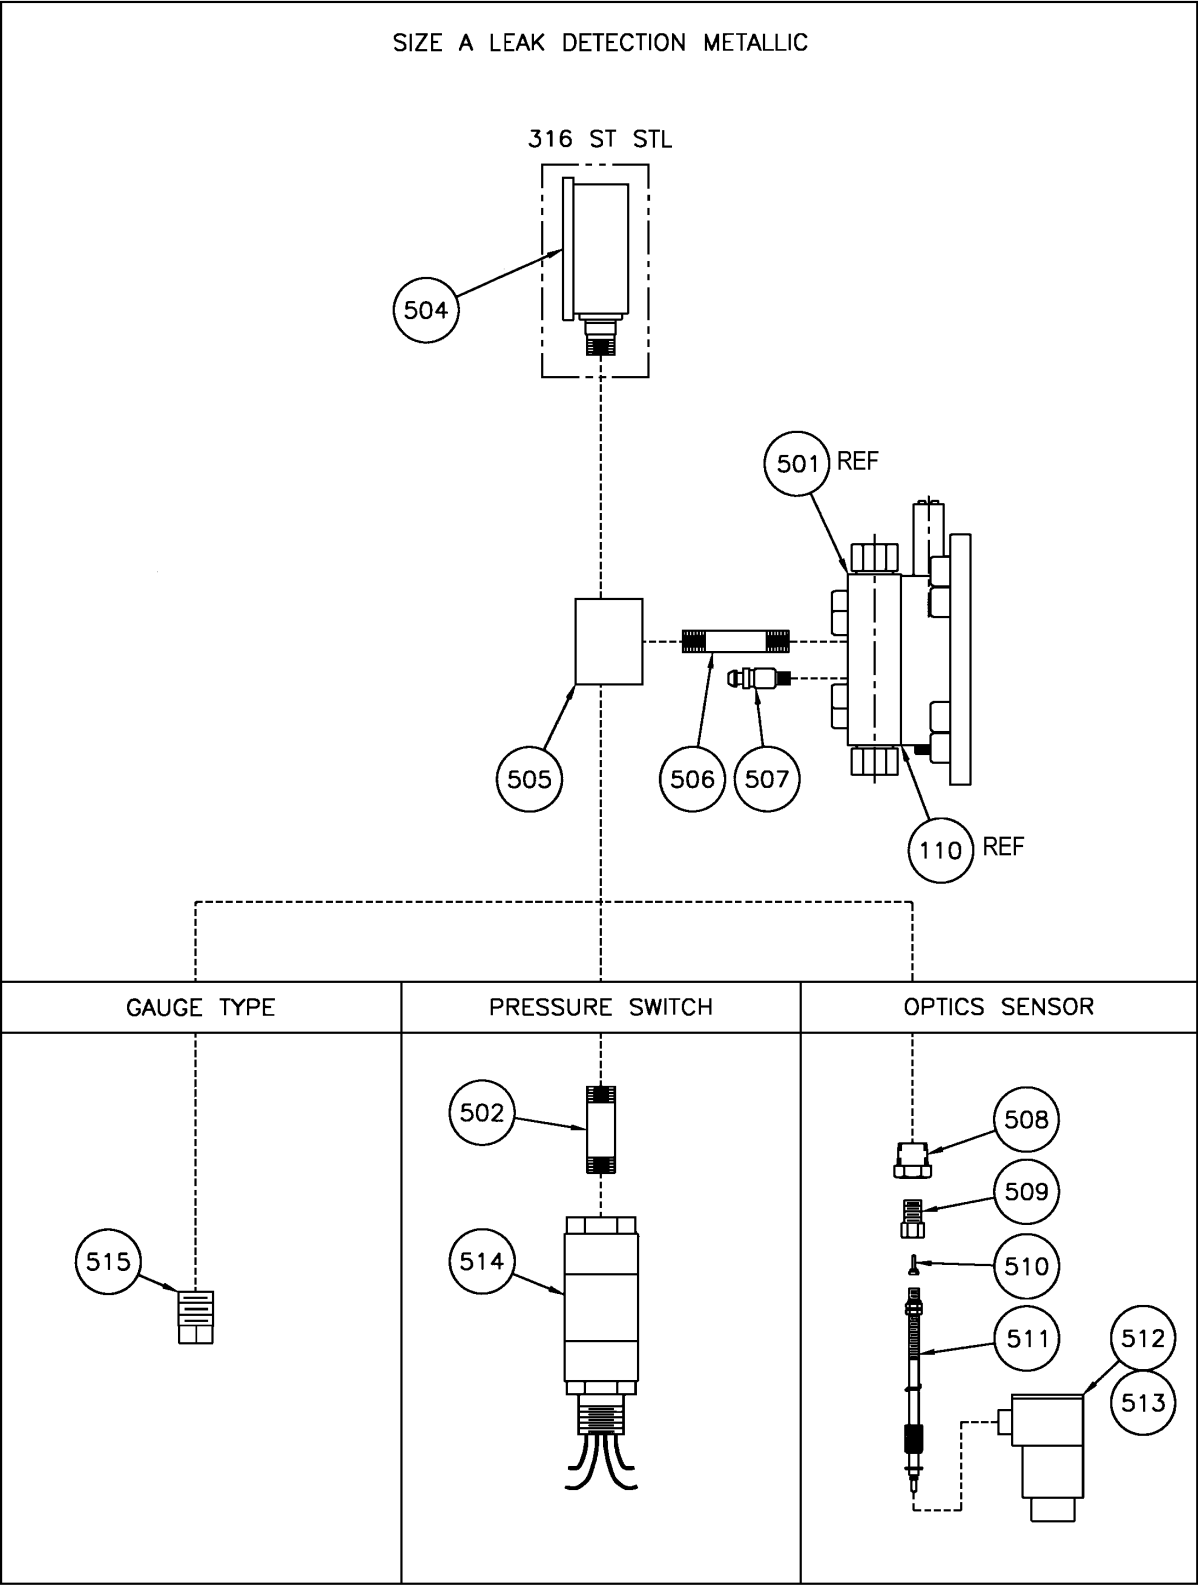 SIZE A LEAK DETECTION METALLIC
316 ST STL
504
501 REF
505
506
507
110 REF
GAUGE TYPE
PRESSURE SWITCH
OPTICS SENSOR
502
508
509
515
514
510
511
512
513